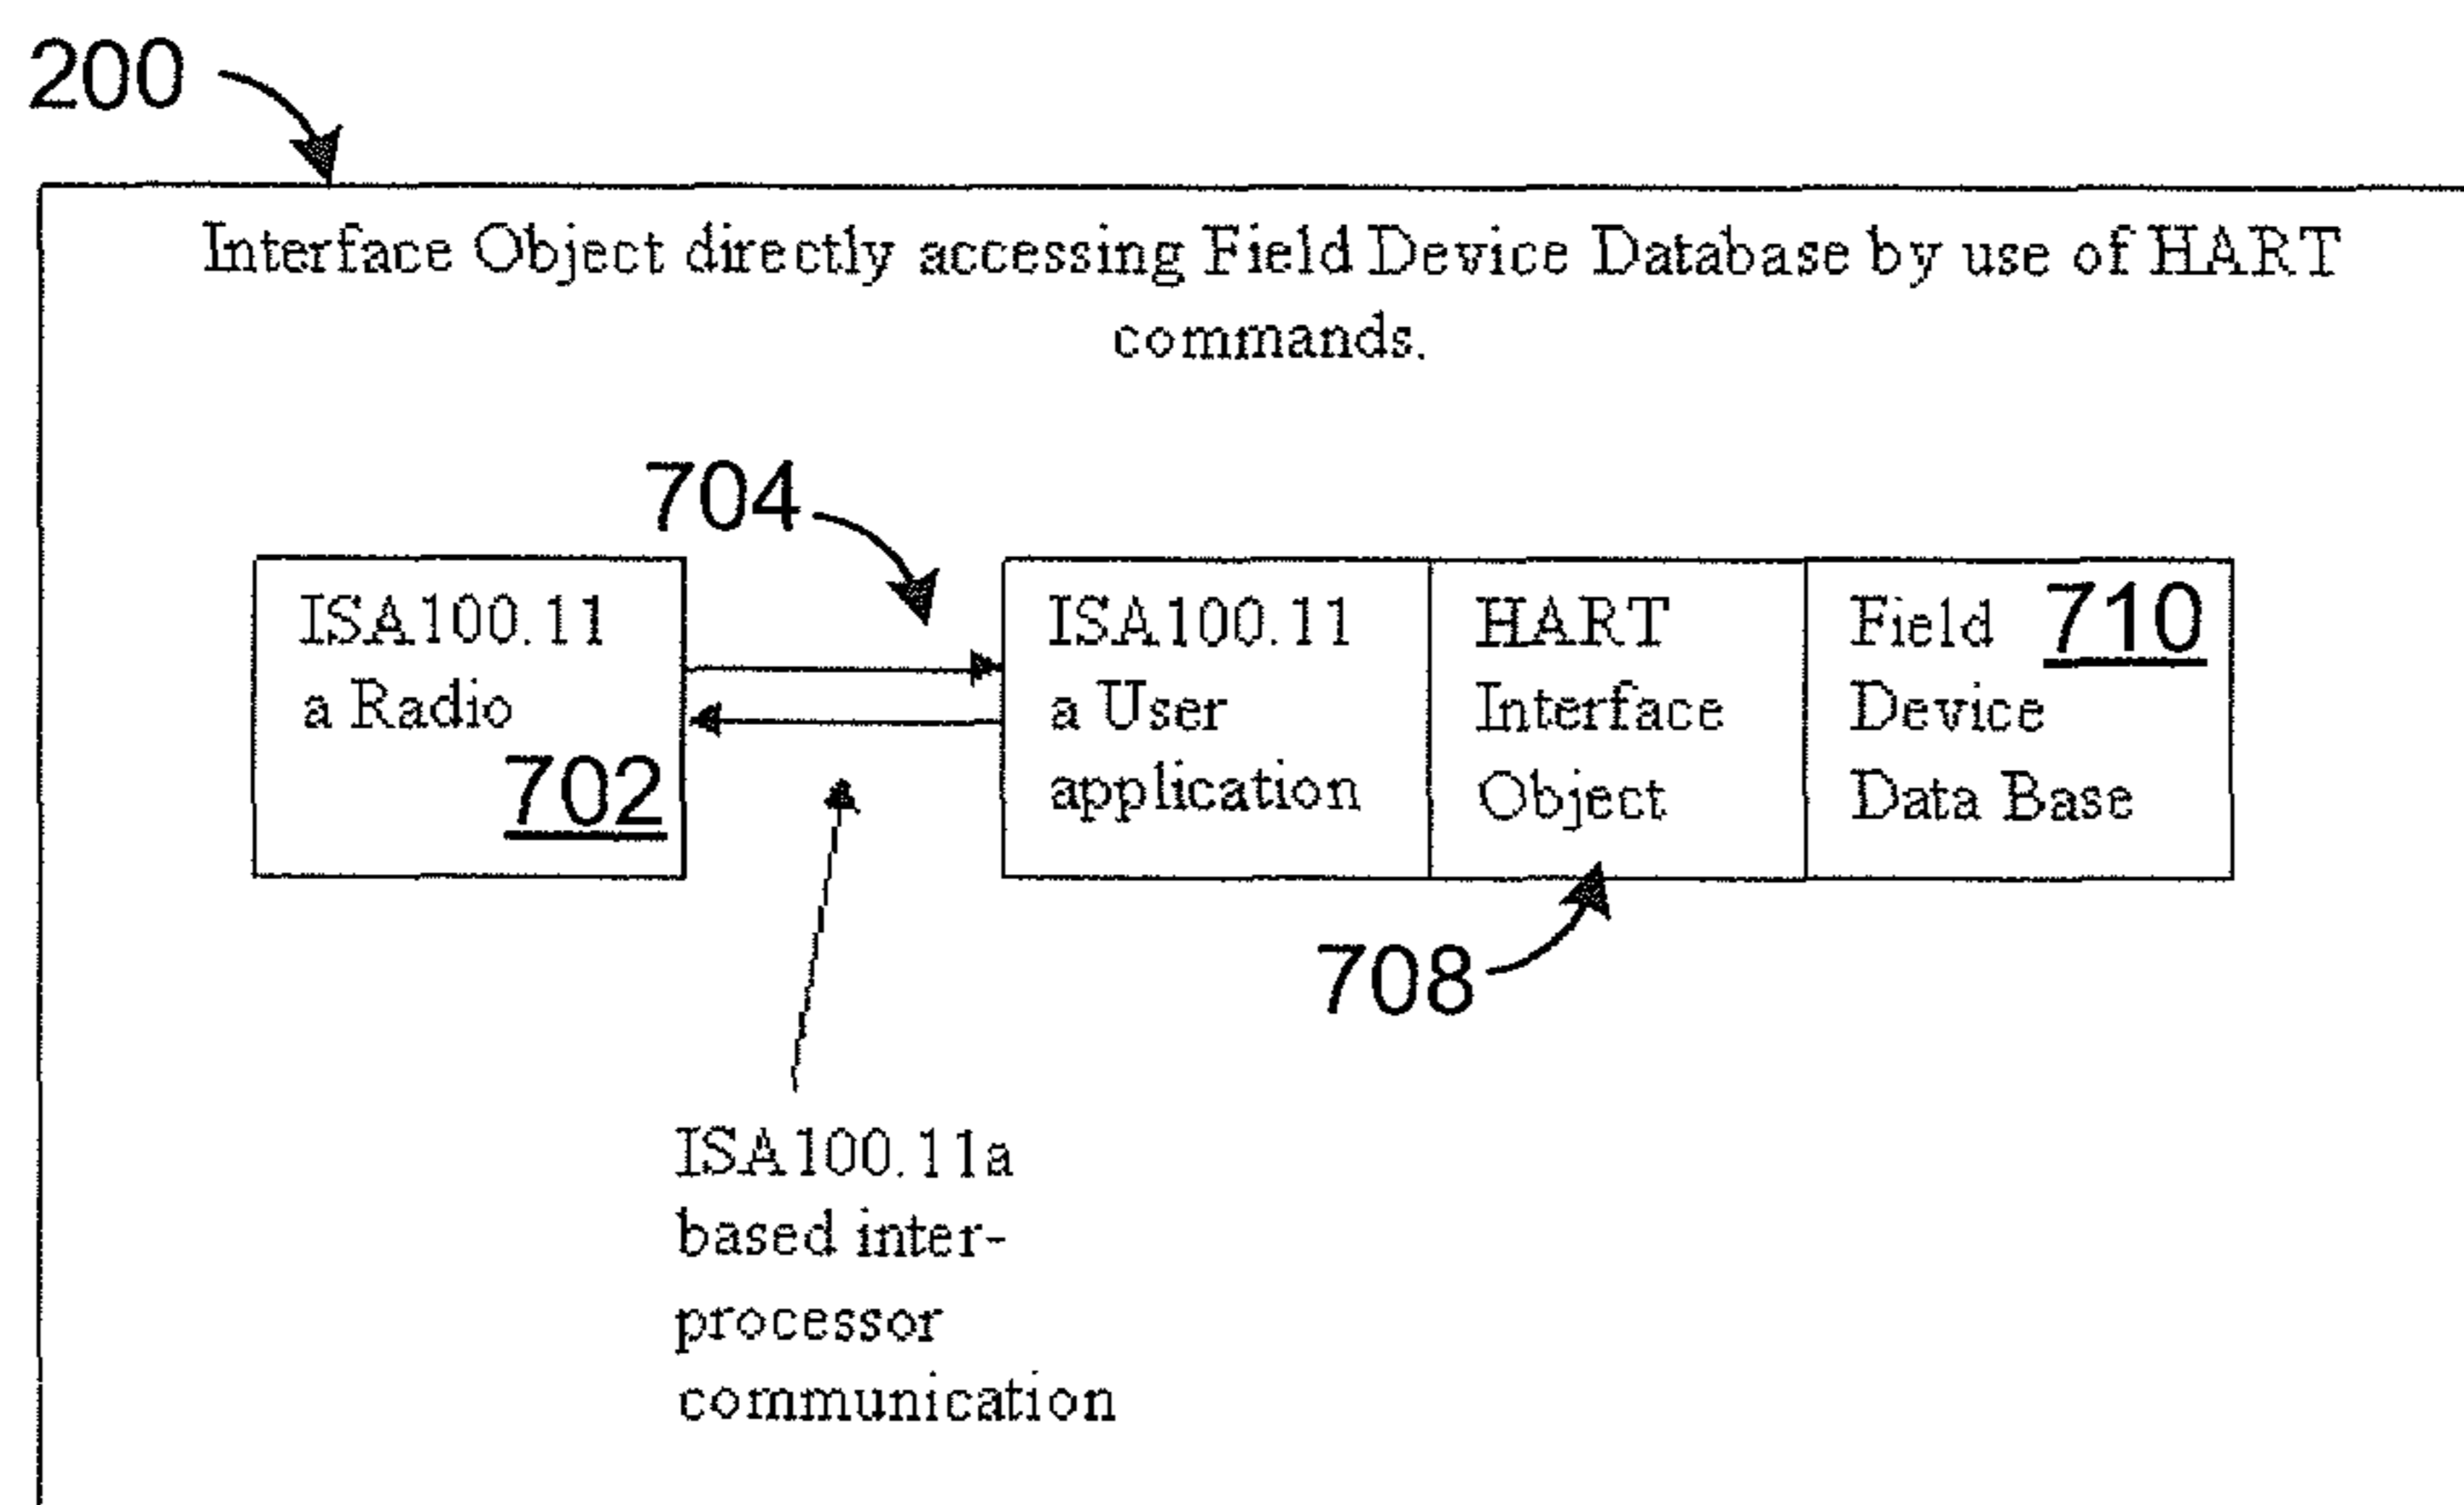 200
Interface Object directly accessing Field Device Database by use of HART
commands.
704
ISA100.11
a Radio
702
ISA100.11
a User
application
HART
Interface
Object
Field 710
Device
Data Base
708
ISA100.11a
based inter-
processor
communication